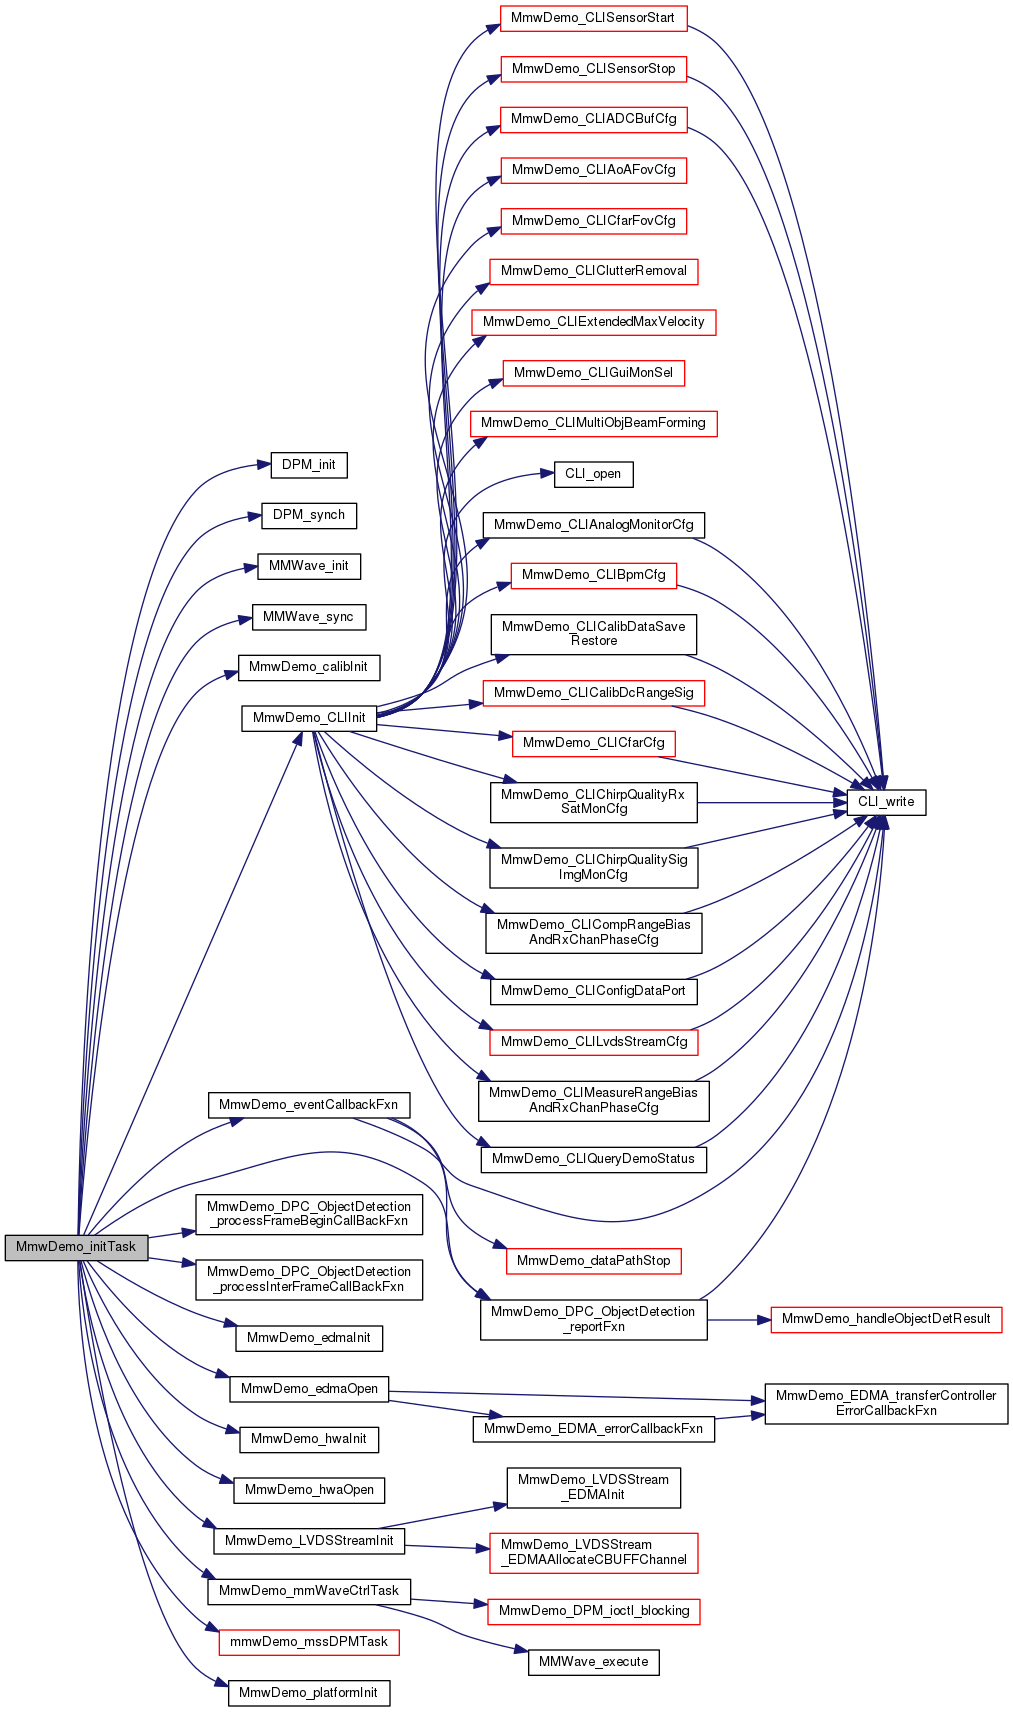 MmwDemo_CLISensorStart
MmwDemo_CLISensorStop
MmwDemo_CLIADCBufCfg
MmwDemo_CLIAoAFovCfg
MmwDemo_CLICfarFovCfg
MmwDemo_CLIClutterRemoval
MmwDemo_CLIExtendedMaxVelocity
MmwDemo_CLIGuiMonSel
MmwDemo_CLIMultiObjBeamForming
DPM_init
CLI_open
DPM_synch
MmwDemo_CLIAnalogMonitorCfg
MMWave_init
MmwDemo_CLIBpmCfg
MMWave_sync
MmwDemo_CLICalibDataSave
Restore
MmwDemo_calibInit
MmwDemo_CLICalibDcRangeSig
MmwDemo_CLIInit
MmwDemo_CLICfarCfg
MmwDemo_CLIChirpQualityRx
SatMonCfg
CLI_write
MmwDemo_CLIChirpQualitySig
ImgMonCfg
MmwDemo_CLICompRangeBias
AndRxChanPhaseCfg
MmwDemo_CLIConfigDataPort
MmwDemo_CLILvdsStreamCfg
MmwDemo_CLIMeasureRangeBias
AndRxChanPhaseCfg
MmwDemo_eventCallbackFxn
MmwDemo_CLIQueryDemoStatus
MmwDemo_DPC_ObjectDetection
_processFrameBeginCallBackFxn
MmwDemo_initTask
MmwDemo_dataPathStop
MmwDemo_DPC_ObjectDetection
_processInterFrameCallBackFxn
MmwDemo_DPC_ObjectDetection
_reportFxn
MmwDemo_handleObjectDetResult
MmwDemo_edmaInit
MmwDemo_edmaOpen
MmwDemo_EDMA_transferController
ErrorCallbackFxn
MmwDemo_EDMA_errorCallbackFxn
MmwDemo_hwaInit
MmwDemo_hwaOpen
MmwDemo_LVDSStream
_EDMAInit
MmwDemo_LVDSStreamInit
MmwDemo_LVDSStream
_EDMAAllocateCBUFFChannel
MmwDemo_mmWaveCtrlTask
MmwDemo_DPM_ioctl_blocking
mmwDemo_mssDPMTask
MMWave_execute
MmwDemo_platformInit